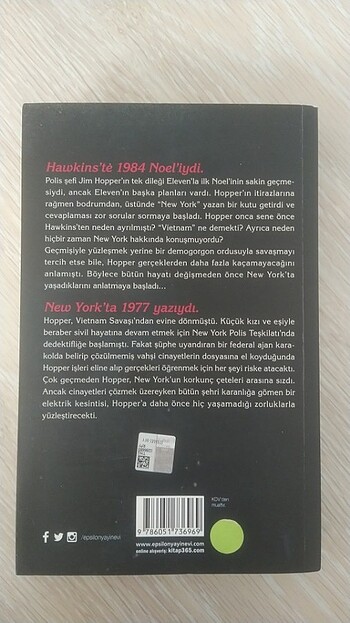 Hawkins'te 1984 Noel'iydi.
Polis şefi Jim Hopper'ın tek dileği Eleven'la ilk Noel'inin sakin geçme-
siydi, ancak Eleven'ın başka planları vardı. Hopper'ın itirazlarına
rağmen bodrumdan, üstünde "New York" yazan bir kutu getirdi ve
cevaplaması zor sorular sormaya başladı. Hopper onca sene önce
Hawkins'ten neden ayrılmıştı? "Vietnam" ne demekti? Ayrıca neden
hiçbir zaman New York hakkında konuşmuyordu?
Geçmişiyle yüzleşmek yerine bir demogorgon ordusuyla savaşmayı
tercih etse bile, Hopper gerçeklerden daha fazla kaçamayacağını
anlamıştı. Böylece bütün hayatı değişmeden önce New York'ta
yaşadıklarını anlatmaya başladı...
New York'ta 1977 yazıydı.
Hopper, Vietnam Savaşı'ndan evine dönmüştü. Küçük kızı ve eşiyle
beraber sivil hayatına devam etmek için New York Polis Teşkilatı'nda
dedektifliğe başlamıştı. Fakat şüphe uyandıran bir federal ajan kara-
kolda belirip çözülmemiş vahşi cinayetlerin dosyasına el koyduğunda
Hopper işleri eline alıp gerçekleri öğrenmek için her şeyi riske atacaktı.
Çok geçmeden Hopper, New York'un korkunç çeteleri arasına sızdı.
Ancak cinayetleri çözmek üzereyken bütün şehri karanlığa gömen bir
elektrik kesintisi, Hopper'a daha önce hiç yaşamadığı zorluklarla
yüzleştirecekti.
KDV'den
muaftır.
9 786051 736969
/epsilonyayinevi
www.epsilonyayinevi.com
online alışveriş: kitap365.com